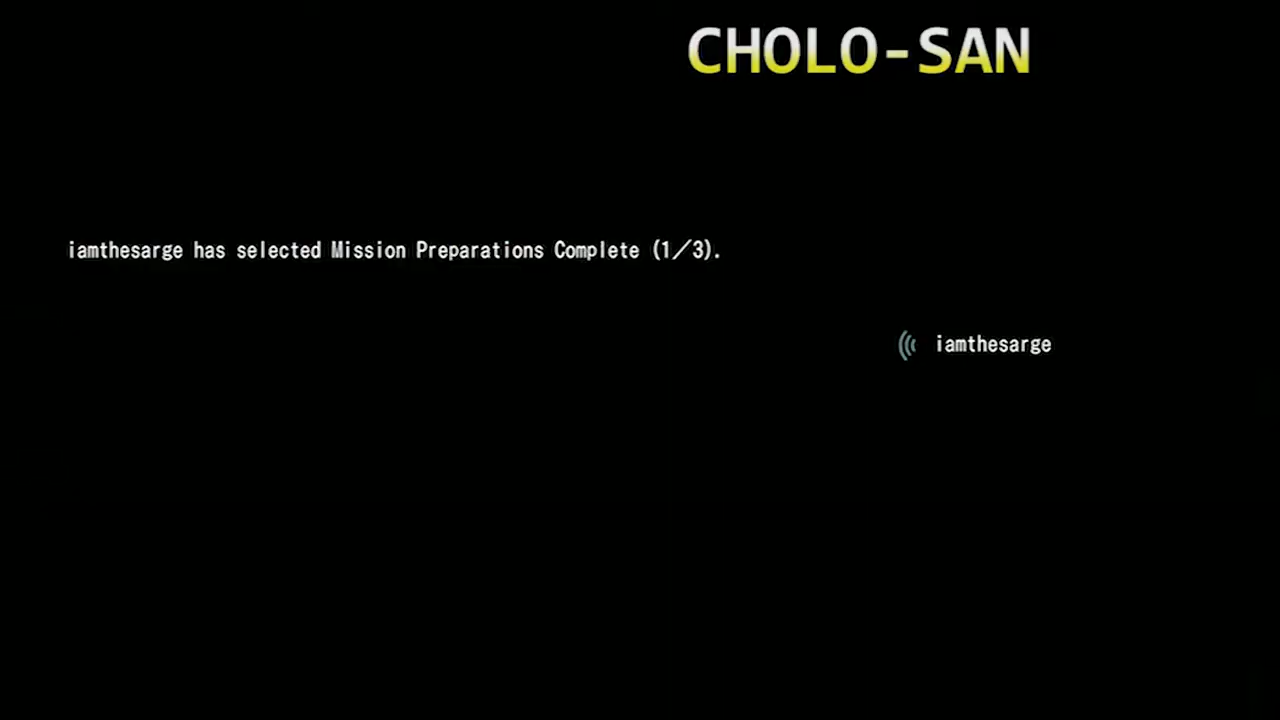 CHOLO-SAN
iamthesarge has selected Mission Preparations Complete (1/3).
iamthesarge